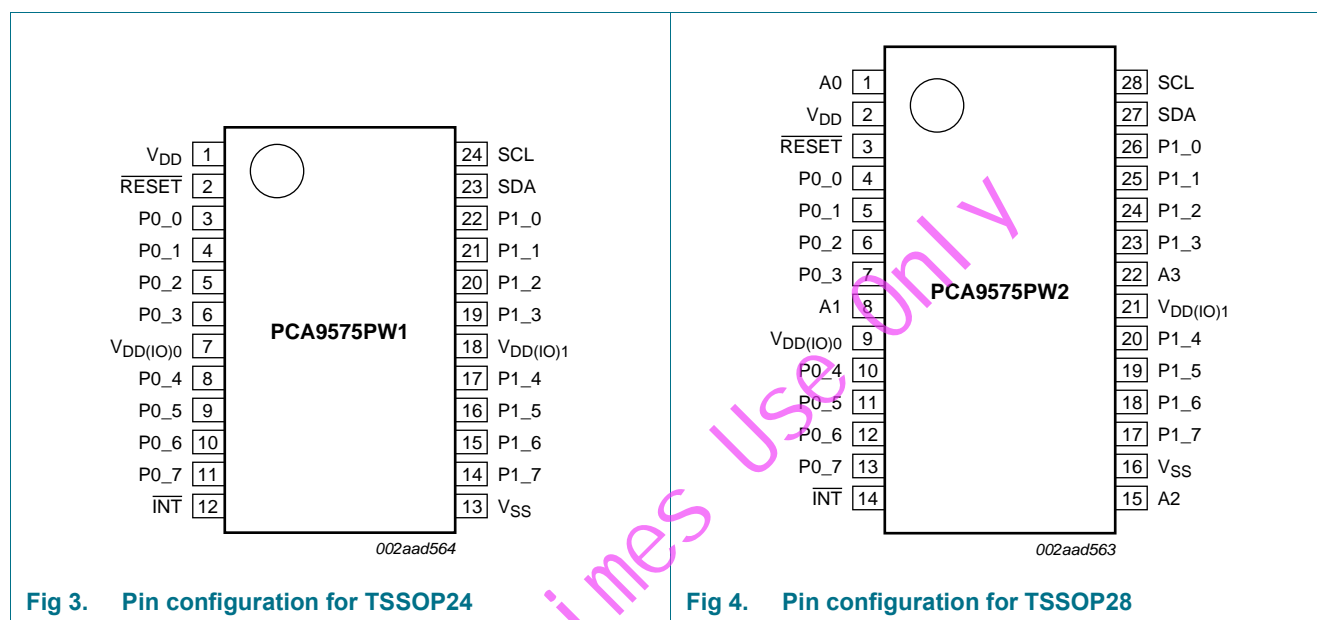 VDD 1
RESET 2
P0_0 3
P0_1 4
P0_2 5
P0_3 6
VDD(IO)0 7
P0_4 8
P0_5 9
P0_6 10
P0_7 11
INT 12
PCA9575PW1
24 SCL
23 SDA
22 P1_0
21 P1_1
20 P1_2
19 P1_3
18 VDD(IO)1
17 P1_4
16 P1_5
15 P1_6
14 P1_7
13 VSS
002aad564
Fig 3. Pin configuration for TSSOP24
A0 1
VDD 2
RESET 3
P0_0 4
P0_1 5
P0_2 6
P0_3 7
A1 8
VDD(IO)0 9
P0_4 10
P0_5 11
P0_6 12
P0_7 13
INT 14
PCA9575PW2
28 SCL
27 SDA
26 P1_0
25 P1_1
24 P1_2
23 P1_3
22 A3
21 VDD(IO)1
20 P1_4
19 P1_5
18 P1_6
17 P1_7
16 VSS
15 A2
002aad563
Fig 4. Pin configuration for TSSOP28
imes Use Only